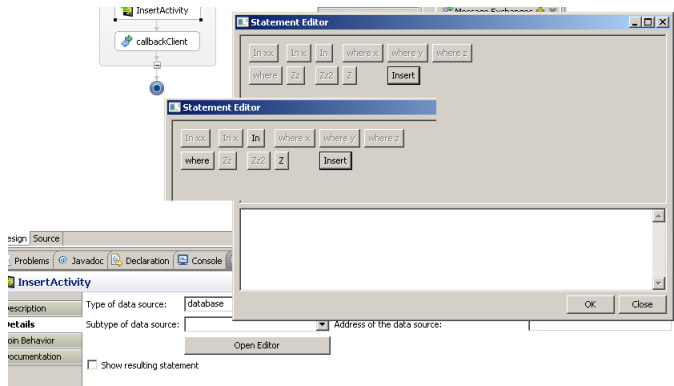 InsertActivity
Message Exchanges
callbackClient
Statement Editor
In xx In x In where x where y where z
where Zz Zz2 Z Insert
Statement Editor
In xx In x In where x where y where z
where Zz Zz2 Z Insert
OK Close
esign Source
Problems @ Javadoc Declaration Console
InsertActivity
escription
Type of data source: database
etails
Subtype of data source: Address of the data source:
oin Behavior
Open Editor
ocumentation
Show resulting statement